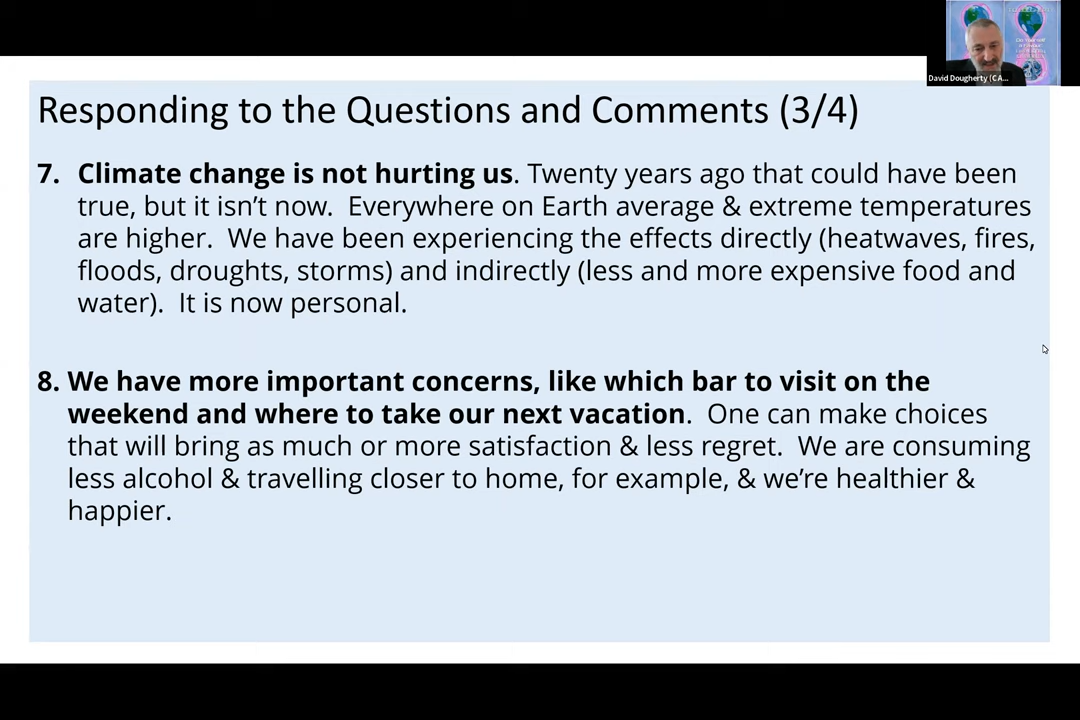 David Dougherty (CA...
Responding to the Questions and Comments (3/4)
7. Climate change is not hurting us. Twenty years ago that could have been
true, but it isn’t now. Everywhere on Earth average & extreme temperatures
are higher. We have been experiencing the effects directly (heatwaves, fires,
floods, droughts, storms) and indirectly (less and more expensive food and
water). It is now personal.
8. We have more important concerns, like which bar to visit on the
weekend and where to take our next vacation. One can make choices
that will bring as much or more satisfaction & less regret. We are consuming
less alcohol & travelling closer to home, for example, & we’re healthier &
happier.